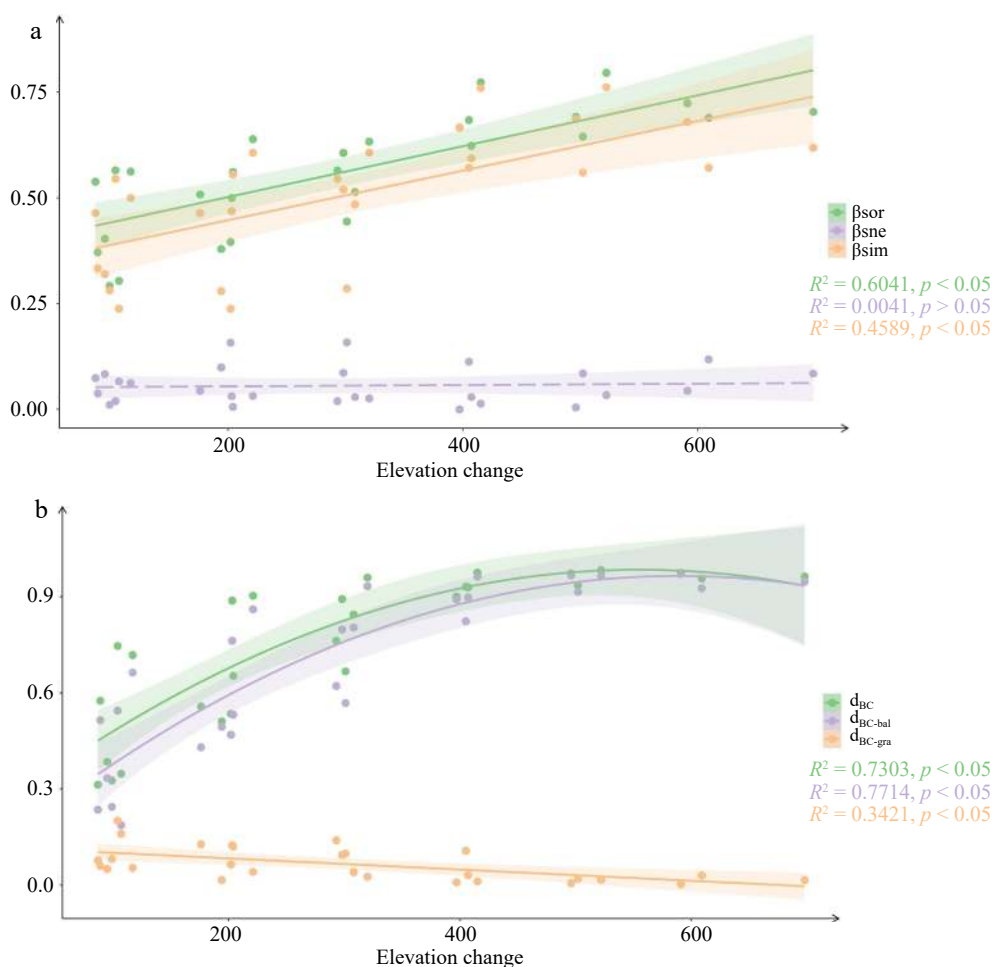 a
0.75
0.50
0.25
0.00
200 400 600
Elevation change
βsor
βsne
βsim
R² = 0.6041, p < 0.05
R² = 0.0041, p > 0.05
R² = 0.4589, p < 0.05
b
0.9
0.6
0.3
0.0
200 400 600
Elevation change
d_BC
d_BC-bal
d_BC-gra
R² = 0.7303, p < 0.05
R² = 0.7714, p < 0.05
R² = 0.3421, p < 0.05